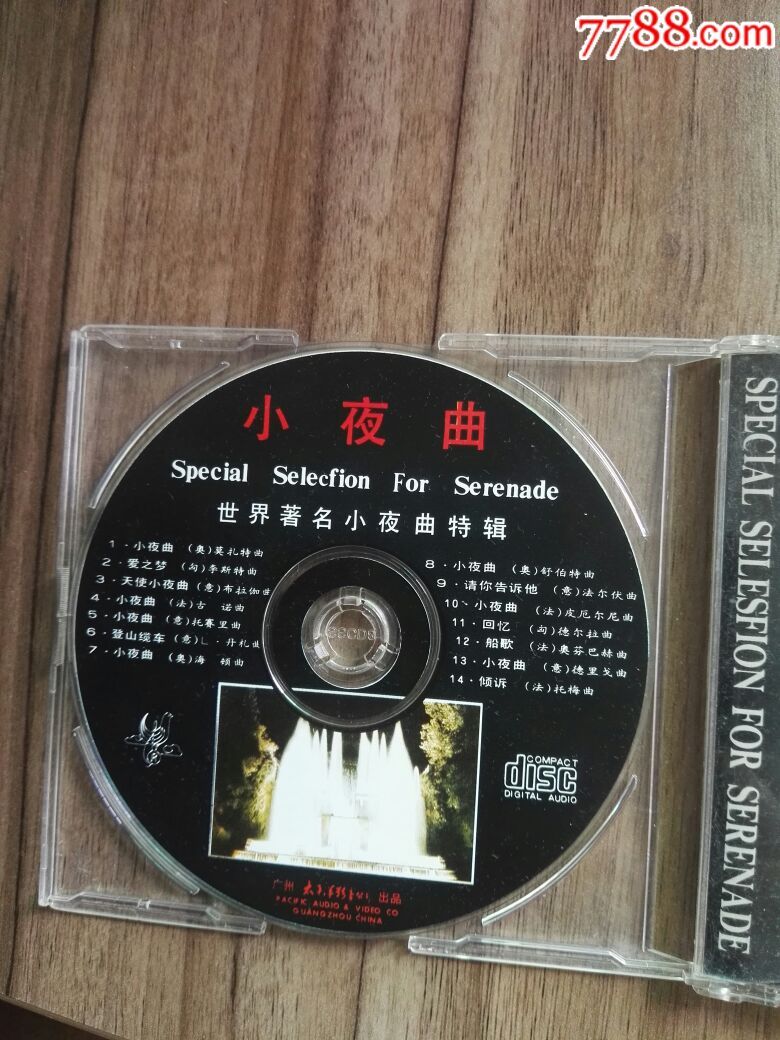 7788.com
小夜曲
Special Selecfion For Serenade
世界著名小夜曲特辑
1·小夜曲 (奥)莫扎特曲
2·爱之梦 (匈)李斯特曲
3·天使小夜曲 (意)布拉伽曲
4·小夜曲 (法)古 诺曲
5·小夜曲 (意)托赛里曲
6·登山缆车 (意)L·丹札曲
7·小夜曲 (奥)海 顿曲
8·小夜曲 (奥)舒伯特曲
9·请你告诉他 (意)法尔伏曲
10·小夜曲 (法)皮厄尔尼曲
11·回忆 (匈)德尔拉曲
12·船歌 (法)奥芬巴赫曲
13·小夜曲 (意)德里戈曲
14·倾诉 (法)托梅曲
COMPACT
disc
DIGITAL AUDIO
广州 出品
PACIFIC AUDIO & VIDEO CO
GUANGZHOU CHINA
SPECIAL SELESFION FOR SERENADE